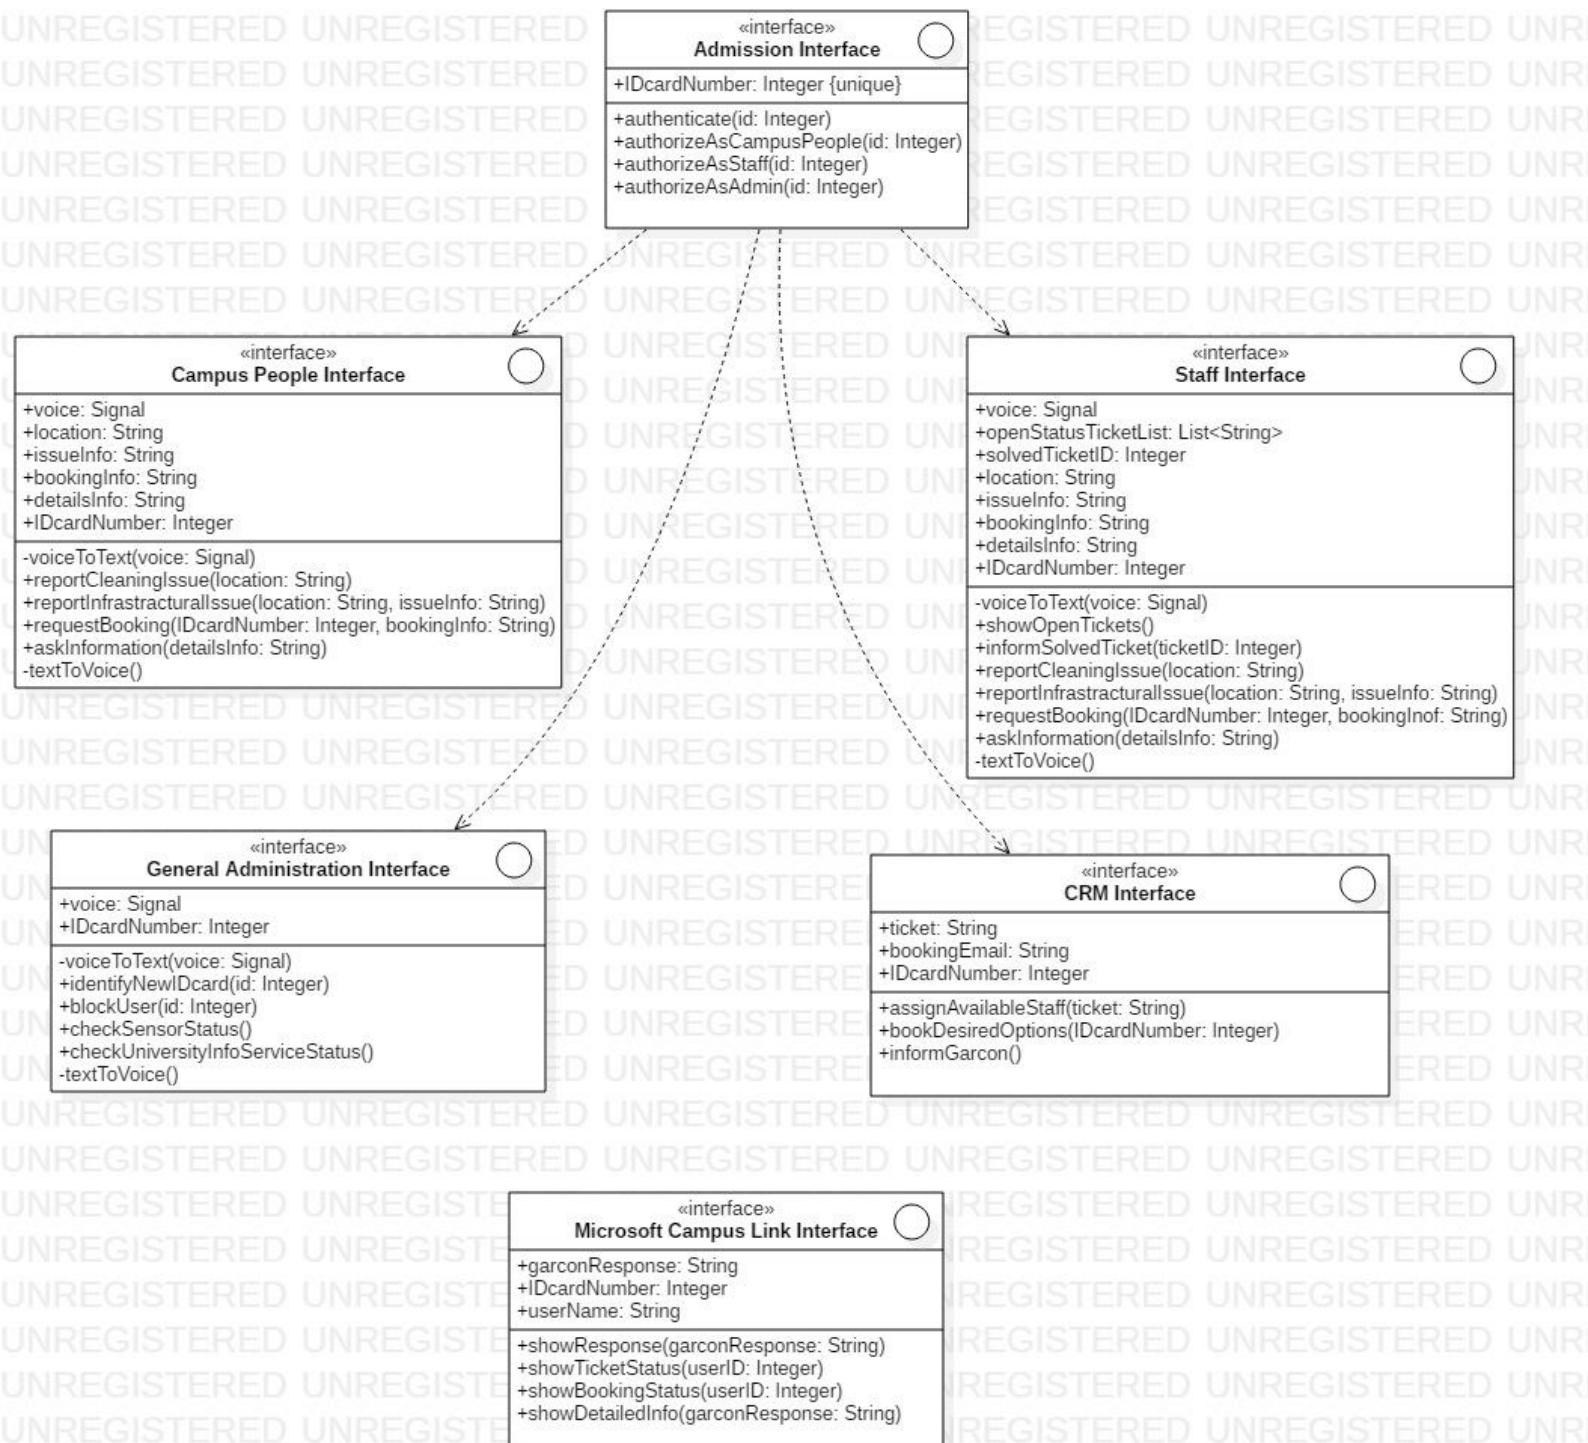 «interface»
Admission Interface
+IDcardNumber: Integer {unique}
+authenticate(id: Integer)
+authorizeAsCampusPeople(id: Integer)
+authorizeAsStaff(id: Integer)
+authorizeAsAdmin(id: Integer)
«interface»
Campus People Interface
+voice: Signal
+location: String
+issueInfo: String
+bookingInfo: String
+detailsInfo: String
+IDcardNumber: Integer
-voiceToText(voice: Signal)
+reportCleaningIssue(location: String)
+reportInfrastracturalIssue(location: String, issueInfo: String)
+requestBooking(IDcardNumber: Integer, bookingInfo: String)
+askInformation(detailsInfo: String)
-textToVoice()
«interface»
Staff Interface
+voice: Signal
+openStatusTicketList: List<String>
+solvedTicketID: Integer
+location: String
+issueInfo: String
+bookingInfo: String
+detailsInfo: String
+IDcardNumber: Integer
-voiceToText(voice: Signal)
+showOpenTickets()
+informSolvedTicket(ticketID: Integer)
+reportCleaningIssue(location: String)
+reportInfrastracturalIssue(location: String, issueInfo: String)
+requestBooking(IDcardNumber: Integer, bookingInof: String)
+askInformation(detailsInfo: String)
-textToVoice()
«interface»
General Administration Interface
+voice: Signal
+IDcardNumber: Integer
-voiceToText(voice: Signal)
+identifyNewIDcard(id: Integer)
+blockUser(id: Integer)
+checkSensorStatus()
+checkUniversityInfoServiceStatus()
-textToVoice()
«interface»
CRM Interface
+ticket: String
+bookingEmail: String
+IDcardNumber: Integer
+assignAvailableStaff(ticket: String)
+bookDesiredOptions(IDcardNumber: Integer)
+informGarcon()
«interface»
Microsoft Campus Link Interface
+garconResponse: String
+IDcardNumber: Integer
+userName: String
+showResponse(garconResponse: String)
+showTicketStatus(userID: Integer)
+showBookingStatus(userID: Integer)
+showDetailedInfo(garconResponse: String)
UNREGISTERED